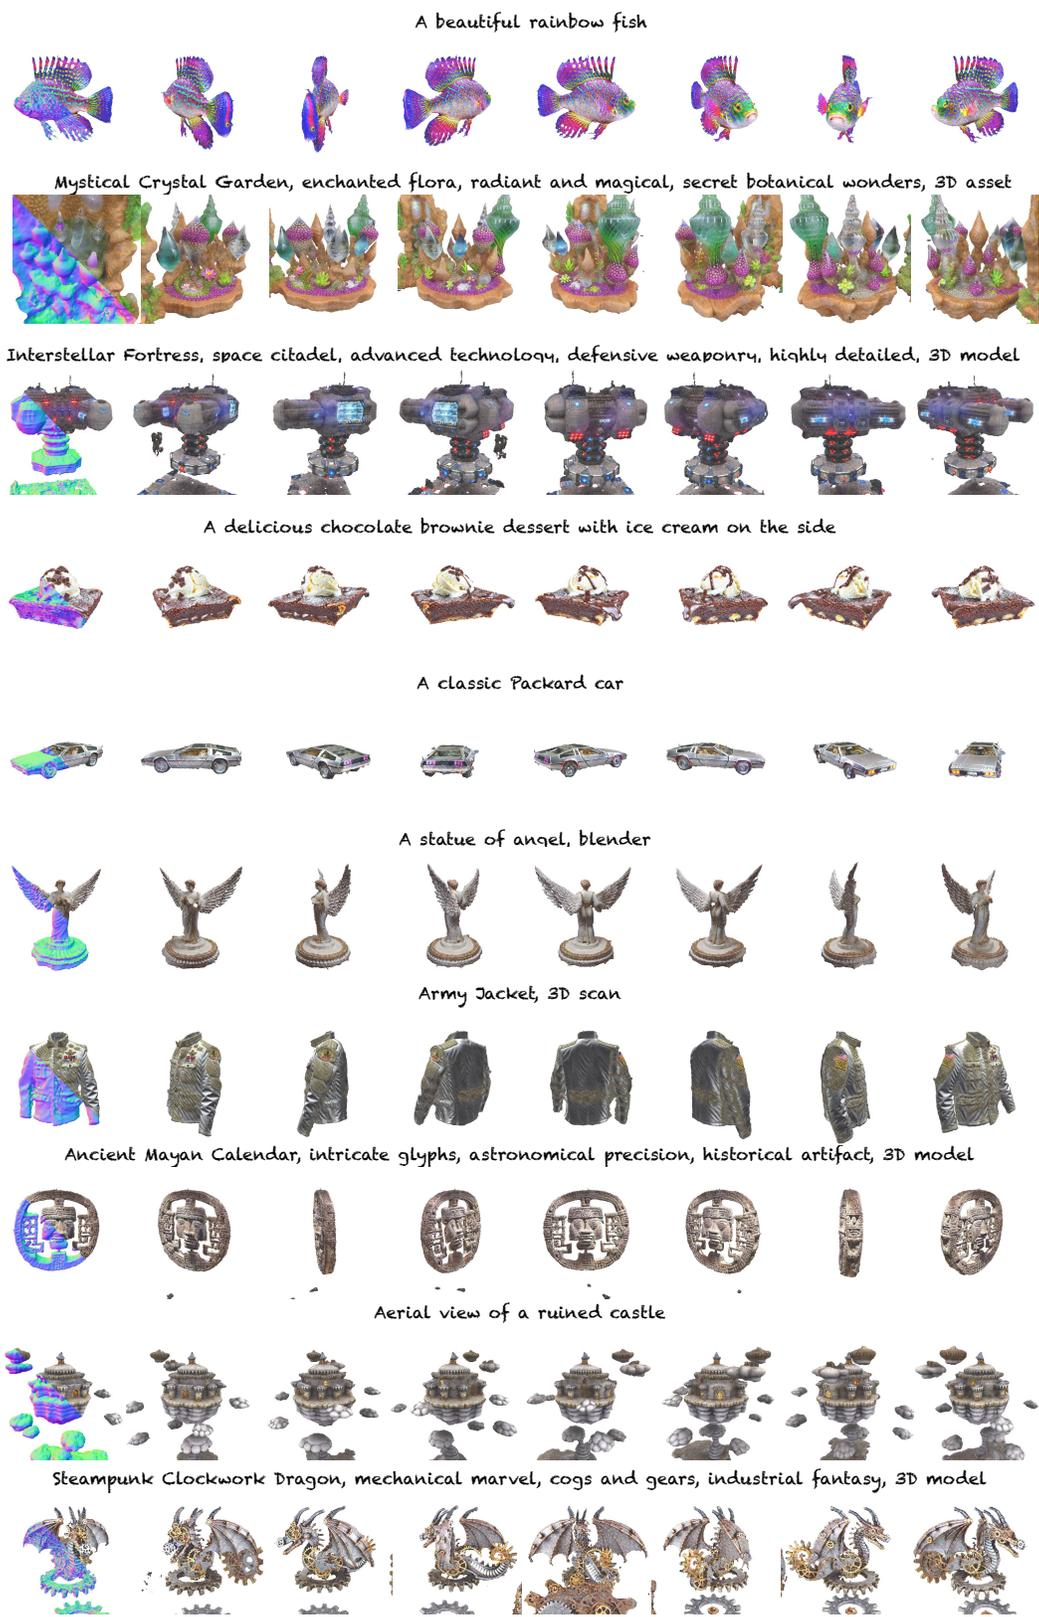 A beautiful rainbow fish
Mystical Crystal Garden, enchanted flora, radiant and magical, secret botanical wonders, 3D asset
Interstellar Fortress, space citadel, advanced technology, defensive weaponry, highly detailed, 3D model
A delicious chocolate brownie dessert with ice cream on the side
A classic Packard car
A statue of angel, blender
Army Jacket, 3D scan
Ancient Mayan Calendar, intricate glyphs, astronomical precision, historical artifact, 3D model
Aerial view of a ruined castle
Steampunk Clockwork Dragon, mechanical marvel, cogs and gears, industrial fantasy, 3D model